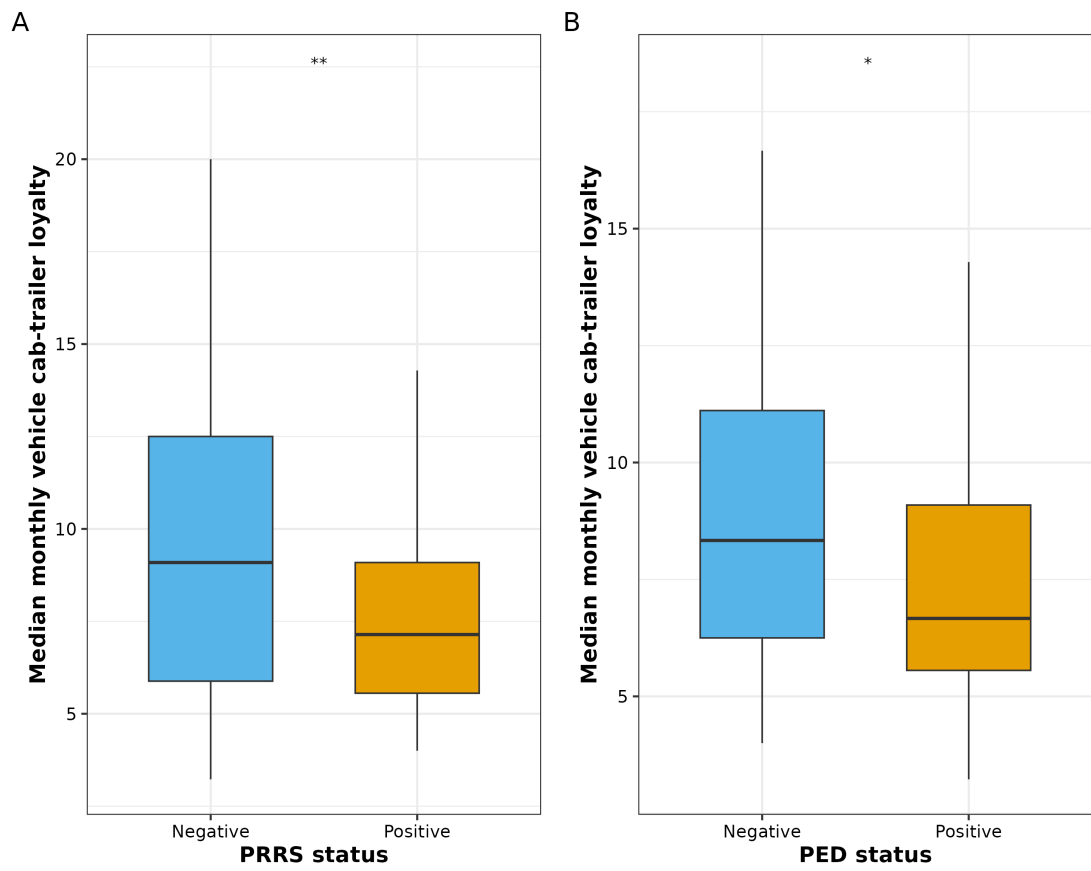 A
**
Median monthly vehicle cab-trailer loyalty
20
15
10
5
Negative
Positive
PRRS status
B
*
Median monthly vehicle cab-trailer loyalty
15
10
5
Negative
Positive
PED status